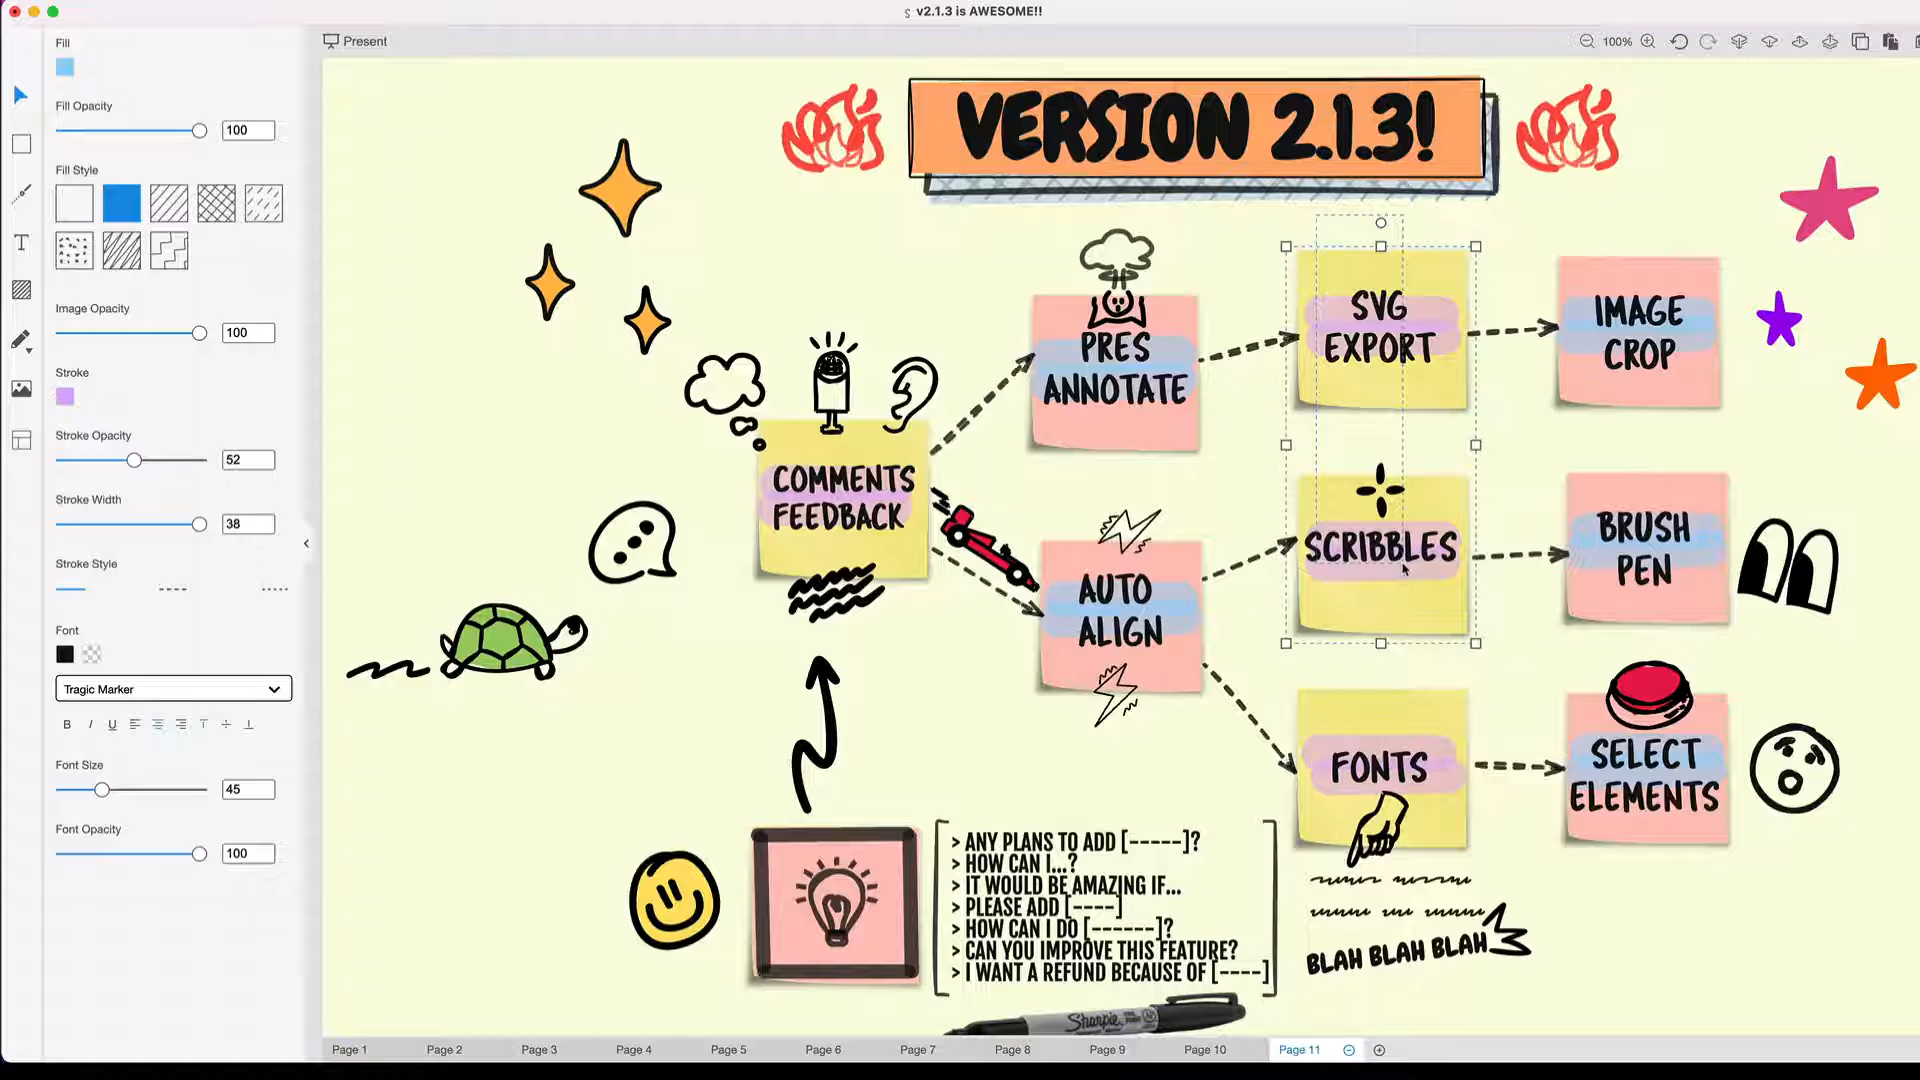 v2.1.3 is AWESOME!!
Fill
Fill Opacity
100
Fill Style
Image Opacity
100
Stroke
Stroke Opacity
52
Stroke Width
38
Stroke Style
Font
Tragic Marker
B I U
Font Size
45
Font Opacity
100
Present
100%
VERSION 2.1.3!
PRES
ANNOTATE
SVG
EXPORT
IMAGE
CROP
COMMENTS
FEEDBACK
AUTO
ALIGN
SCRIBBLES
BRUSH
PEN
FONTS
SELECT
ELEMENTS
> ANY PLANS TO ADD [-----]?
> HOW CAN I...?
> IT WOULD BE AMAZING IF...
> PLEASE ADD [----]
> HOW CAN I DO [------]?
> CAN YOU IMPROVE THIS FEATURE?
> I WANT A REFUND BECAUSE OF [----]
BLAH BLAH BLAH
Sharpie
Page 1 Page 2 Page 3 Page 4 Page 5 Page 6 Page 7 Page 8 Page 9 Page 10 Page 11